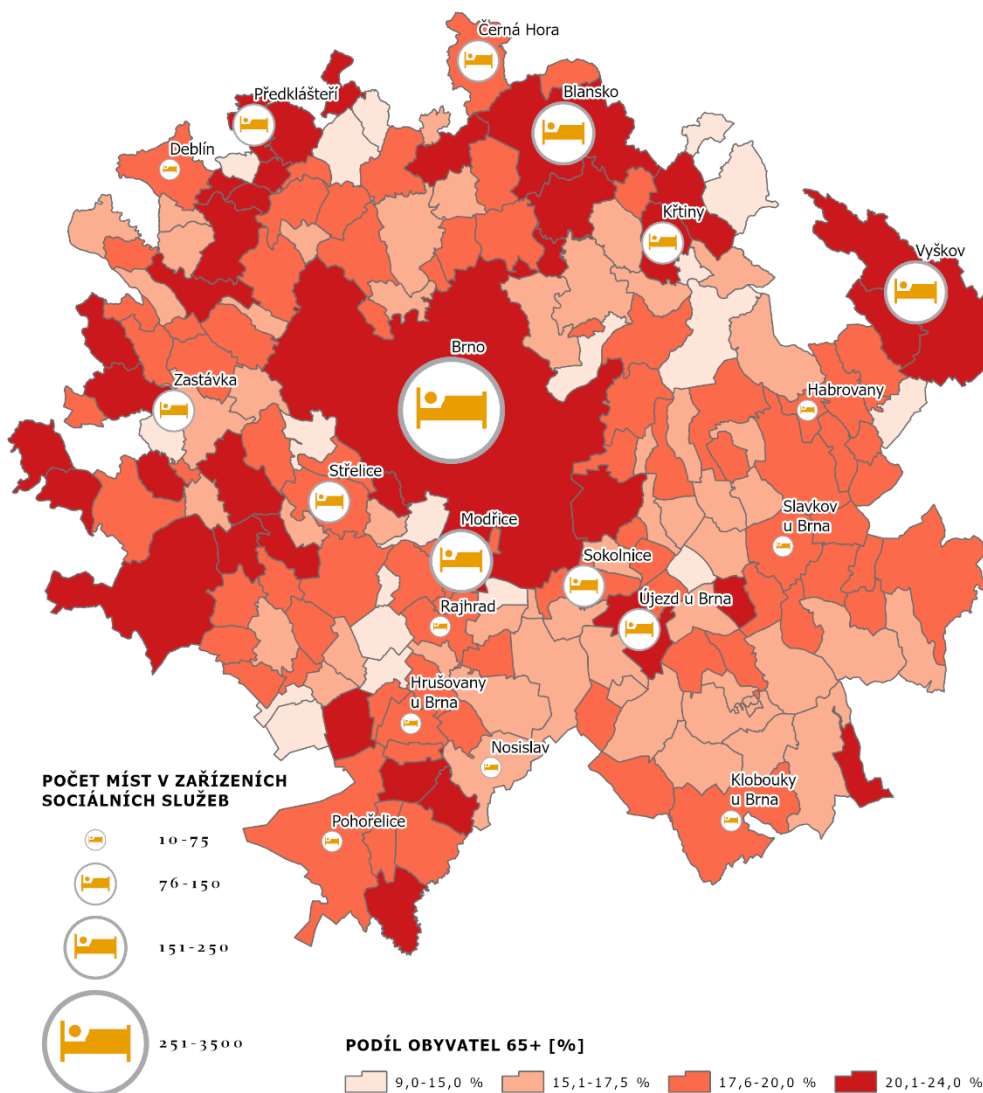 Černá Hora
Předklášteří
Blansko
Deblín
Křtiny
Vyškov
Brno
Zastávka
Habrovany
Střelice
Slavkov
u Brna
Modřice
Sokolnice
Újezd u Brna
Rajhrad
Hrušovany
u Brna
Nosislav
Klobouky
u Brna
Pohořelice
POČET MÍST V ZAŘÍZENÍCH
SOCIÁLNÍCH SLUŽEB
10-75
76-150
151-250
251-3500
PODÍL OBYVATEL 65+ [%]
9,0-15,0 %
15,1-17,5 %
17,6-20,0 %
20,1-24,0 %